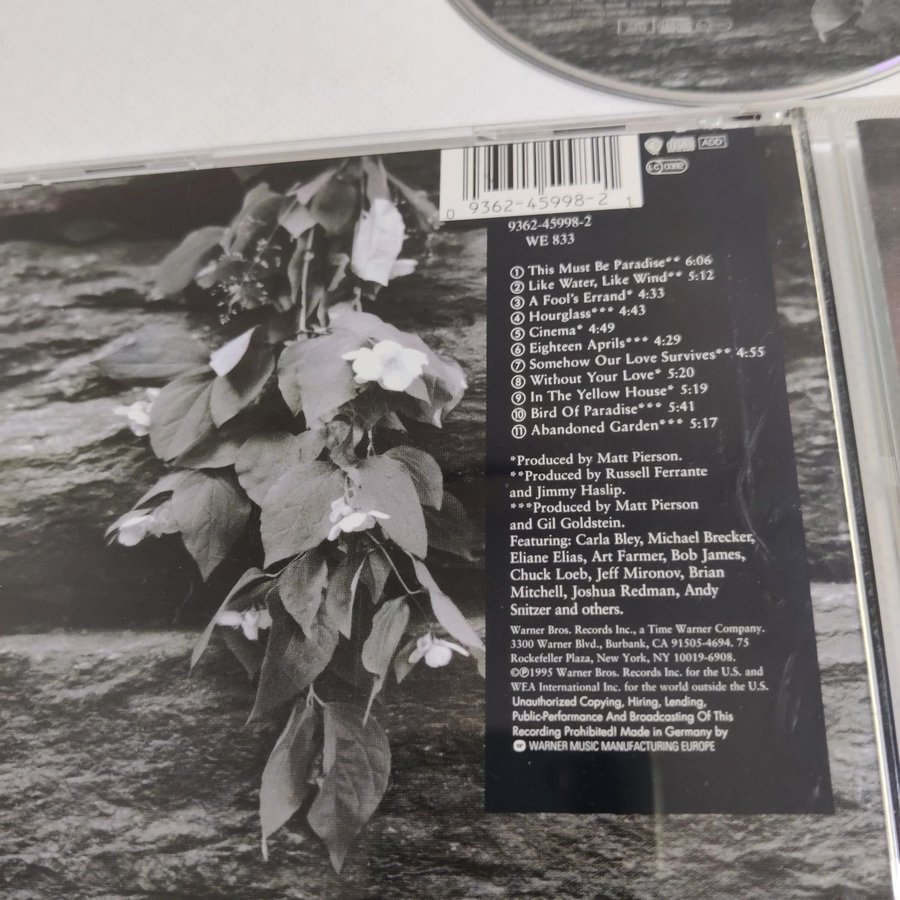 ADD
LC 0392
0 9362-45998-2 1
9362-45998-2
WE 833
1 This Must Be Paradise** 6:06
2 Like Water, Like Wind** 5:12
3 A Fool's Errand* 4:33
4 Hourglass*** 4:43
5 Cinema* 4:49
6 Eighteen Aprils*** 4:29
7 Somehow Our Love Survives** 4:55
8 Without Your Love* 5:20
9 In The Yellow House* 5:19
10 Bird Of Paradise*** 5:41
11 Abandoned Garden*** 5:17
*Produced by Matt Pierson.
**Produced by Russell Ferrante
and Jimmy Haslip.
***Produced by Matt Pierson
and Gil Goldstein.
Featuring: Carla Bley, Michael Brecker,
Eliane Elias, Art Farmer, Bob James,
Chuck Loeb, Jeff Mironov, Brian
Mitchell, Joshua Redman, Andy
Snitzer and others.
Warner Bros. Records Inc., a Time Warner Company.
3300 Warner Blvd., Burbank, CA 91505-4694. 75
Rockefeller Plaza, New York, NY 10019-6908.
©℗1995 Warner Bros. Records Inc. for the U.S. and
WEA International Inc. for the world outside the U.S.
Unauthorized Copying, Hiring, Lending,
Public-Performance And Broadcasting Of This
Recording Prohibited! Made in Germany by
WARNER MUSIC MANUFACTURING EUROPE